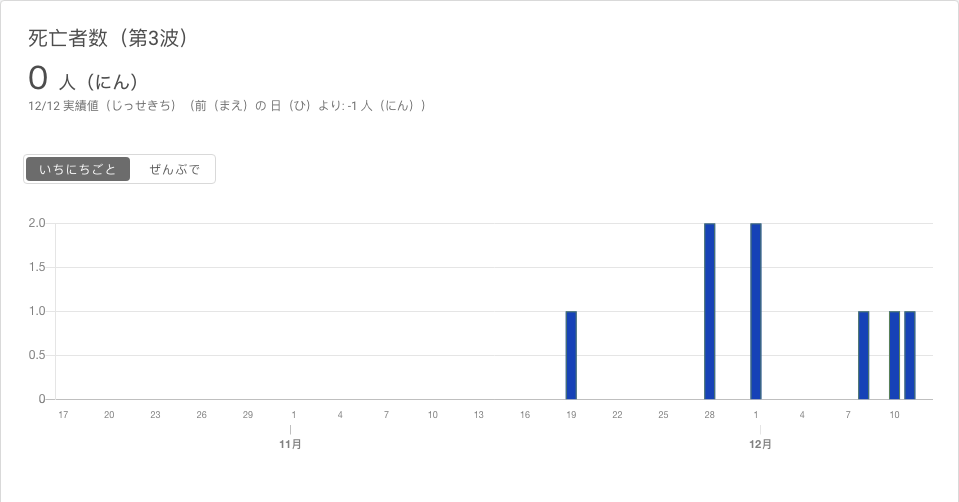 死亡者数（第3波）
0 人（にん）
12/12 実績値（じっせきち）（前（まえ）の 日（ひ）より: -1 人（にん））
いちにちごと ぜんぶで
2.0
1.5
1.0
0.5
0
17 20 23 26 29 1 4 7 10 13 16 19 22 25 28 1 4 7 10
11月 12月